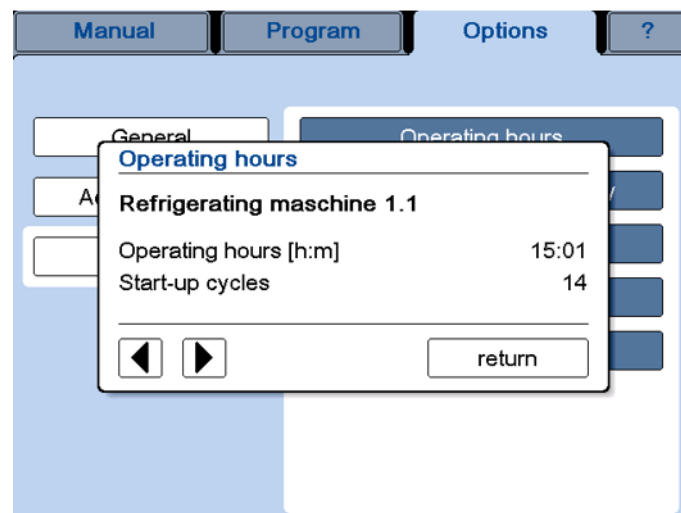 Manual Program Options ?
General
Operating hours
Operating hours
Refrigerating maschine 1.1
Operating hours [h:m] 15:01
Start-up cycles 14
return